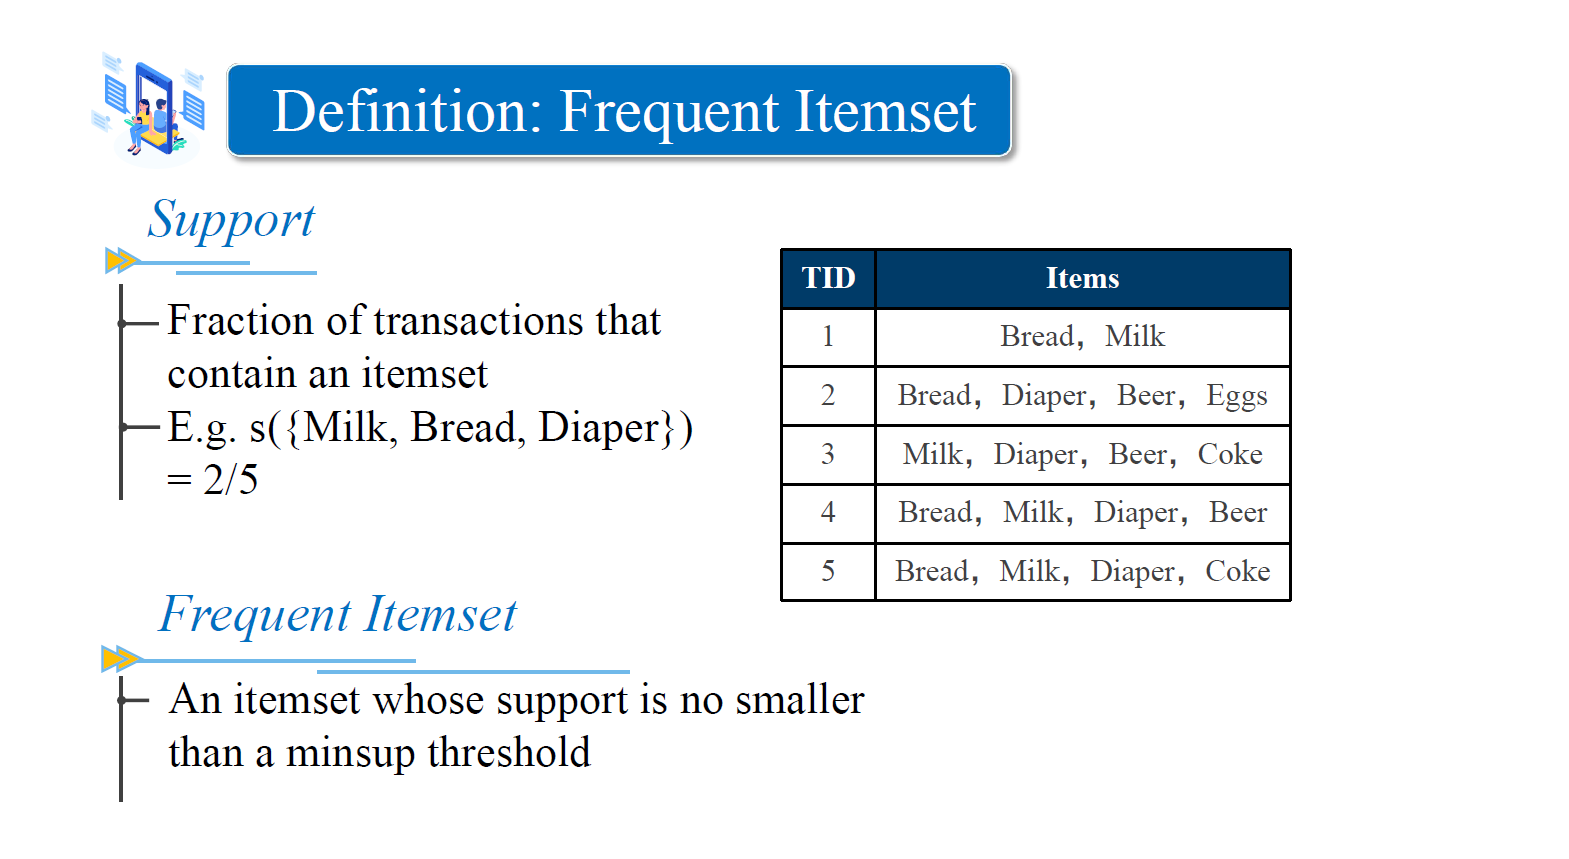 Definition: Frequent Itemset
Support
Fraction of transactions that
contain an itemset
E.g. s({Milk, Bread, Diaper})
= 2/5
TID Items
1 Bread，Milk
2 Bread，Diaper，Beer，Eggs
3 Milk，Diaper，Beer，Coke
4 Bread，Milk，Diaper，Beer
5 Bread，Milk，Diaper，Coke
Frequent Itemset
An itemset whose support is no smaller
than a minsup threshold